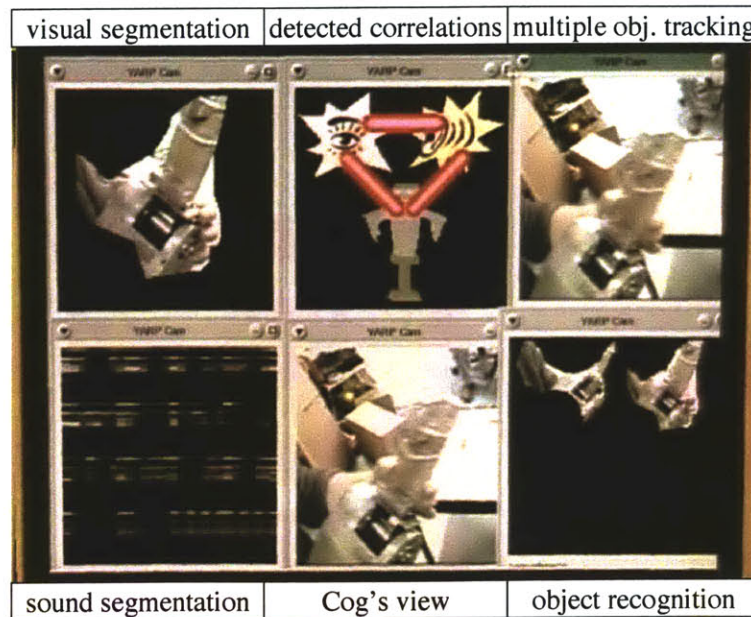 visual segmentation
detected correlations
multiple obj. tracking
YARP Cam
YARP Cam
YARP Cam
YARP Cam
YARP Cam
YARP Cam
sound segmentation
Cog's view
object recognition